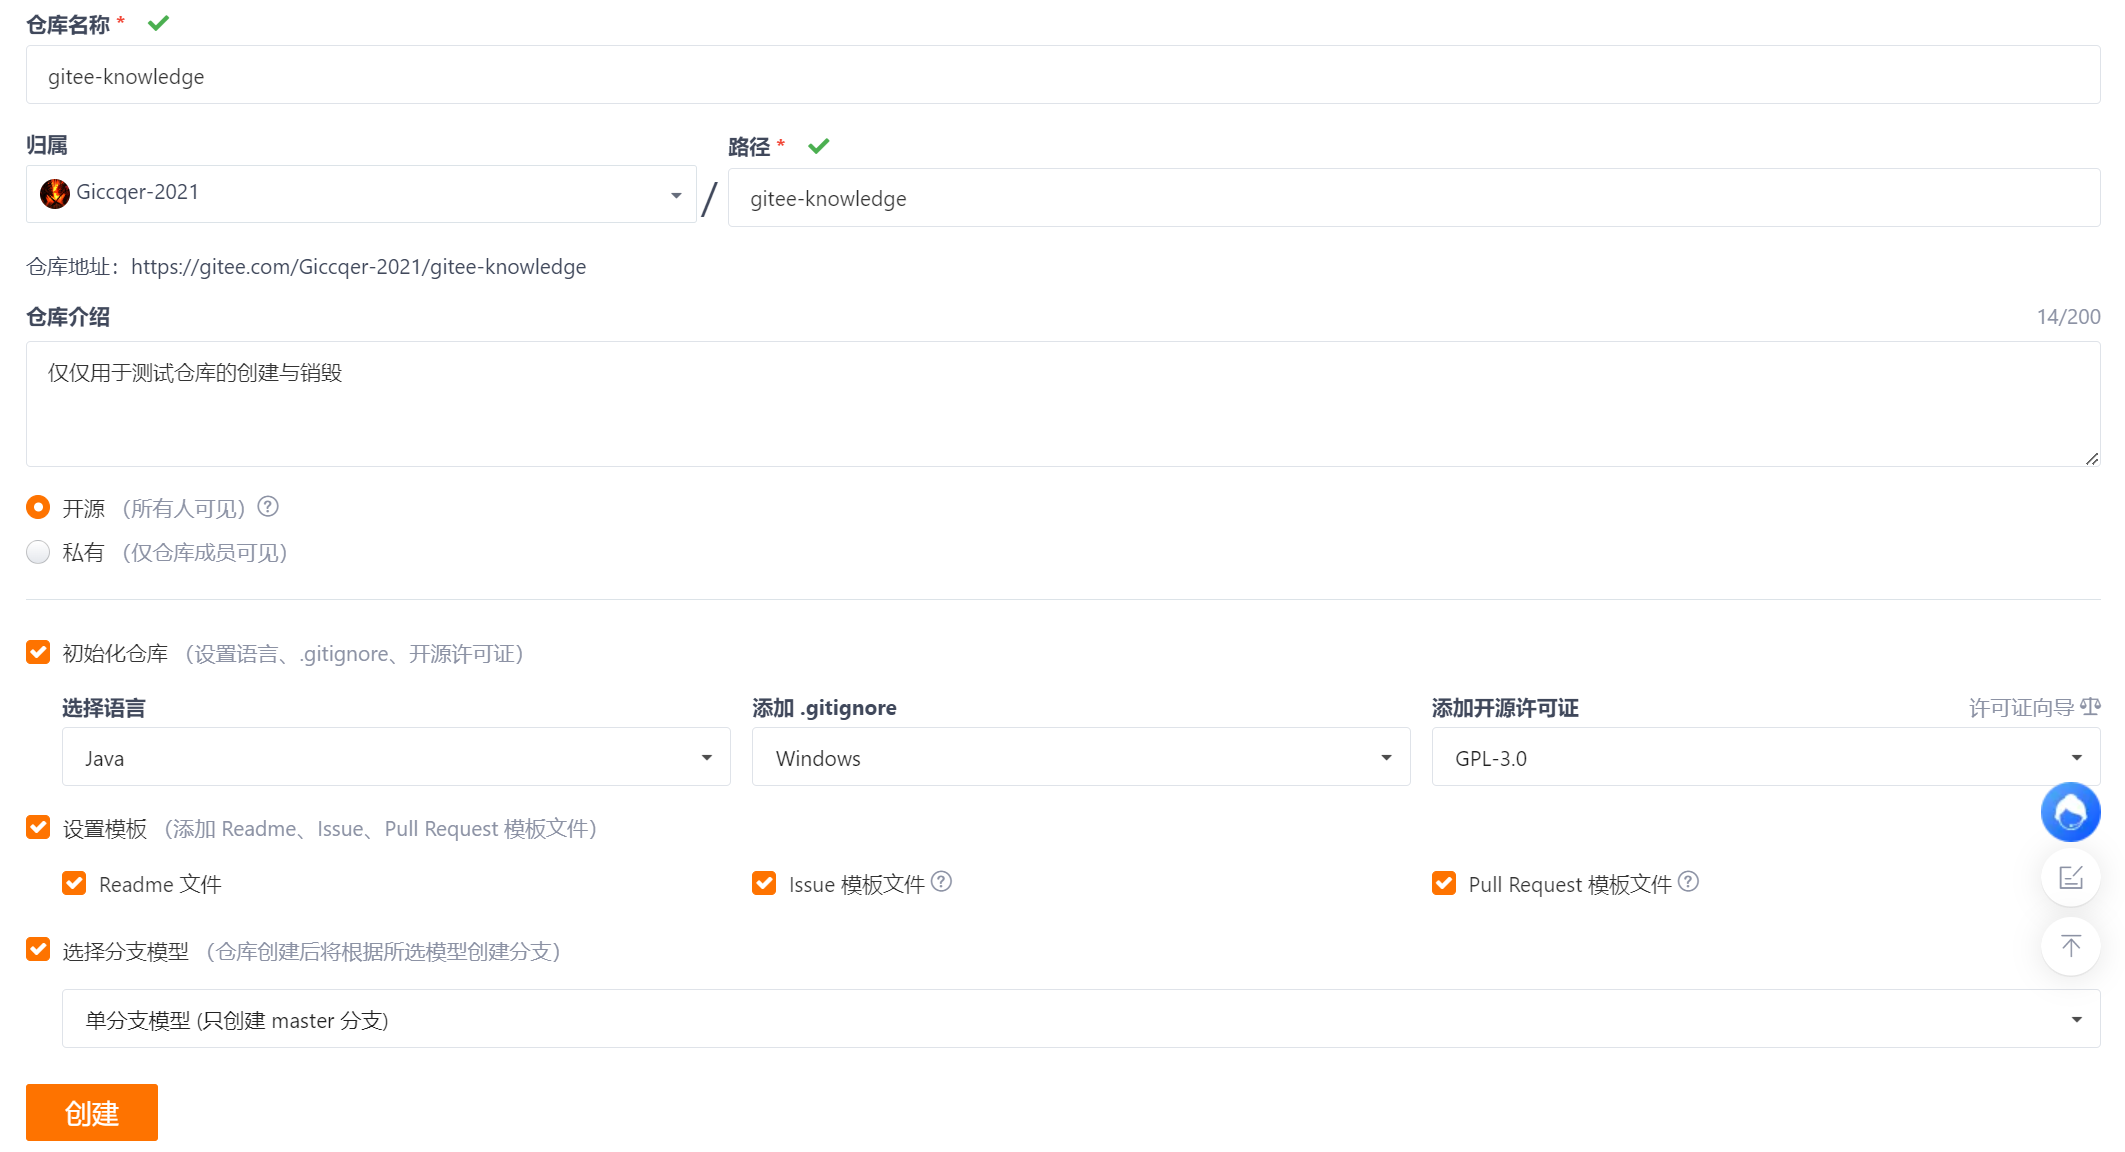 仓库名称 *
gitee-knowledge
归属
路径 *
Giccqer-2021
/
gitee-knowledge
仓库地址：https://gitee.com/Giccqer-2021/gitee-knowledge
仓库介绍
14/200
仅仅用于测试仓库的创建与销毁
开源 （所有人可见）
私有 （仅仓库成员可见）
初始化仓库 （设置语言、.gitignore、开源许可证）
选择语言
添加 .gitignore
添加开源许可证
许可证向导
Java
Windows
GPL-3.0
设置模板 （添加 Readme、Issue、Pull Request 模板文件）
Readme 文件
Issue 模板文件
Pull Request 模板文件
选择分支模型 （仓库创建后将根据所选模型创建分支）
单分支模型 (只创建 master 分支)
创建